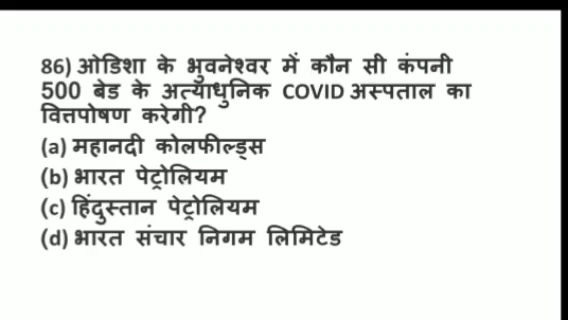 86) ओडिशा के भुवनेश्वर में कौन सी कंपनी
500 बेड के अत्याधुनिक COVID अस्पताल का
वित्तपोषण करेगी?
(a) महानदी कोलफील्ड्स
(b) भारत पेट्रोलियम
(c) हिंदुस्तान पेट्रोलियम
(d) भारत संचार निगम लिमिटेड